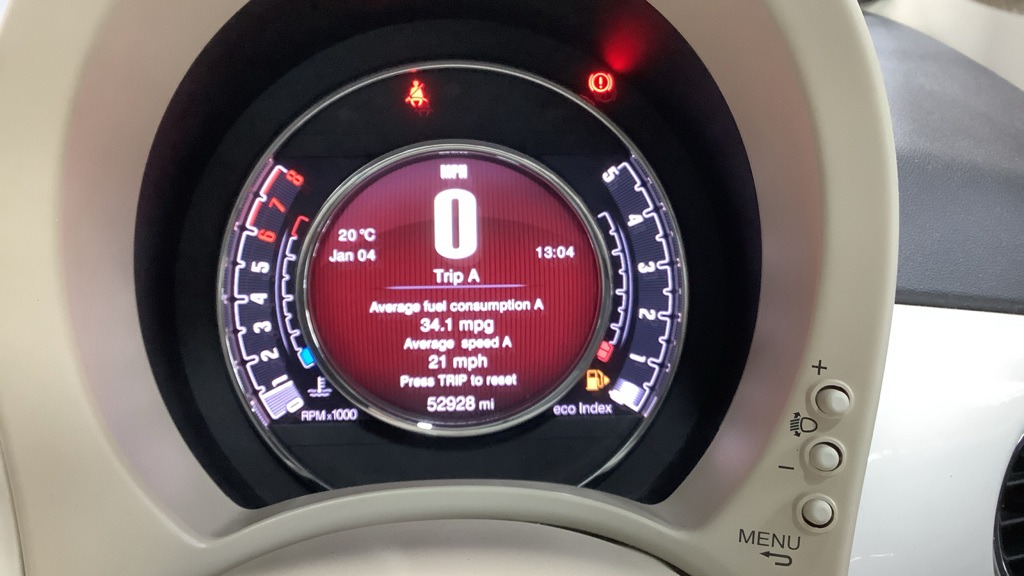 MPH
0
20 °C
Jan 04
13:04
Trip A
Average fuel consumption A
34.1 mpg
Average speed A
21 mph
Press TRIP to reset
52928 mi
8
7
6
5
4
3
2
1
0
RPM x1000
5
4
3
2
1
eco Index
+
−
MENU